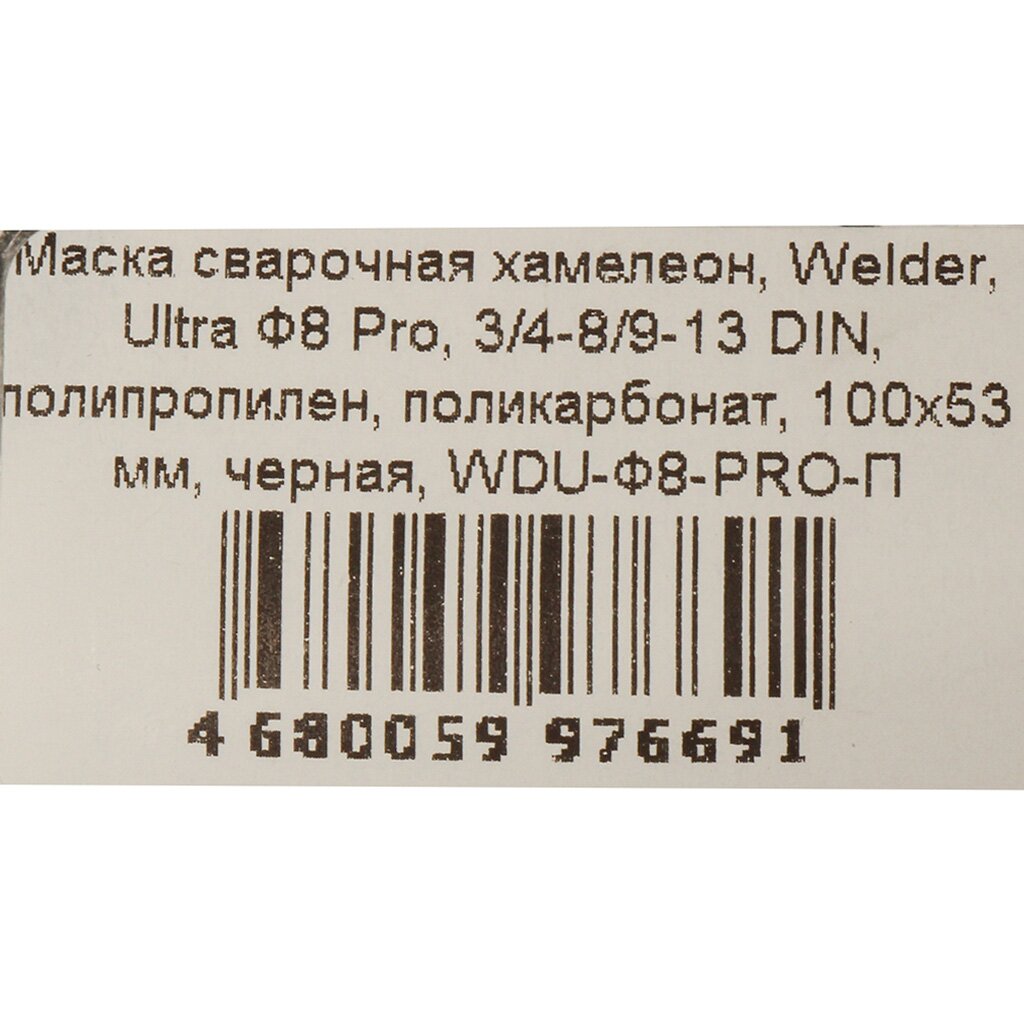 Маска сварочная хамелеон, Welder,
Ultra Ф8 Pro, 3/4-8/9-13 DIN,
полипропилен, поликарбонат, 100x53
мм, черная, WDU-Ф8-PRO-П
4 680059 976691